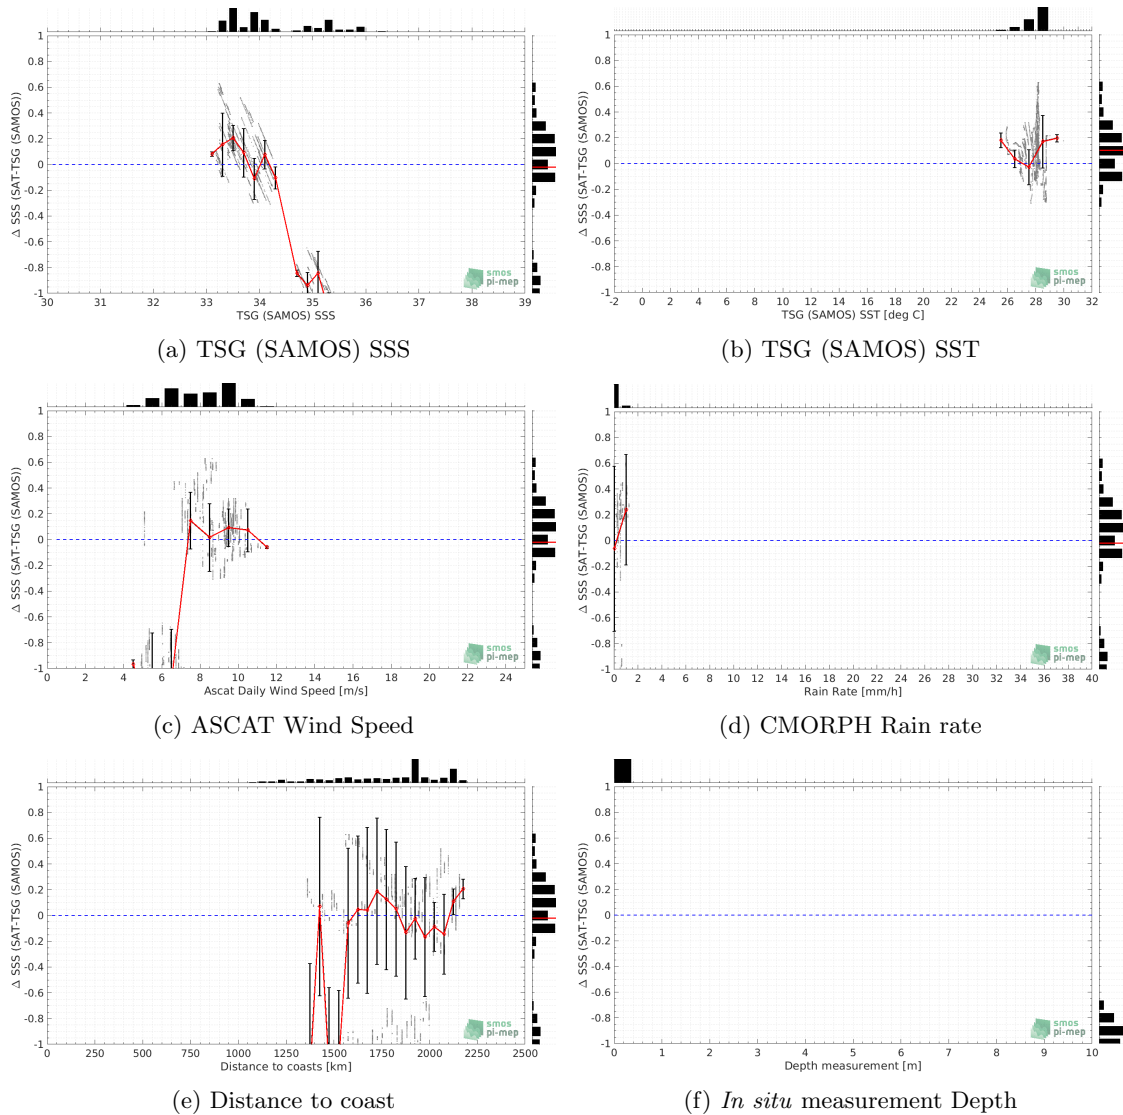 1
0.8
0.6
0.4
0.2
0
-0.2
-0.4
-0.6
-0.8
-1
Δ SSS (SAT-TSG (SAMOS))
30 31 32 33 34 35 36 37 38 39
TSG (SAMOS) SSS
smos
pi-mep
(a) TSG (SAMOS) SSS
1
0.8
0.6
0.4
0.2
0
-0.2
-0.4
-0.6
-0.8
-1
Δ SSS (SAT-TSG (SAMOS))
-2 0 2 4 6 8 10 12 14 16 18 20 22 24 26 28 30 32
TSG (SAMOS) SST [deg C]
smos
pi-mep
(b) TSG (SAMOS) SST
1
0.8
0.6
0.4
0.2
0
-0.2
-0.4
-0.6
-0.8
-1
Δ SSS (SAT-TSG (SAMOS))
0 2 4 6 8 10 12 14 16 18 20 22 24
Ascat Daily Wind Speed [m/s]
smos
pi-mep
(c) ASCAT Wind Speed
1
0.8
0.6
0.4
0.2
0
-0.2
-0.4
-0.6
-0.8
-1
Δ SSS (SAT-TSG (SAMOS))
0 2 4 6 8 10 12 14 16 18 20 22 24 26 28 30 32 34 36 38 40
Rain Rate [mm/h]
smos
pi-mep
(d) CMORPH Rain rate
1
0.8
0.6
0.4
0.2
0
-0.2
-0.4
-0.6
-0.8
-1
Δ SSS (SAT-TSG (SAMOS))
0 250 500 750 1000 1250 1500 1750 2000 2250 2500
Distance to coasts [km]
smos
pi-mep
(e) Distance to coast
1
0.8
0.6
0.4
0.2
0
-0.2
-0.4
-0.6
-0.8
-1
Δ SSS (SAT-TSG (SAMOS))
0 1 2 3 4 5 6 7 8 9 10
Depth measurement [m]
smos
pi-mep
(f) In situ measurement Depth